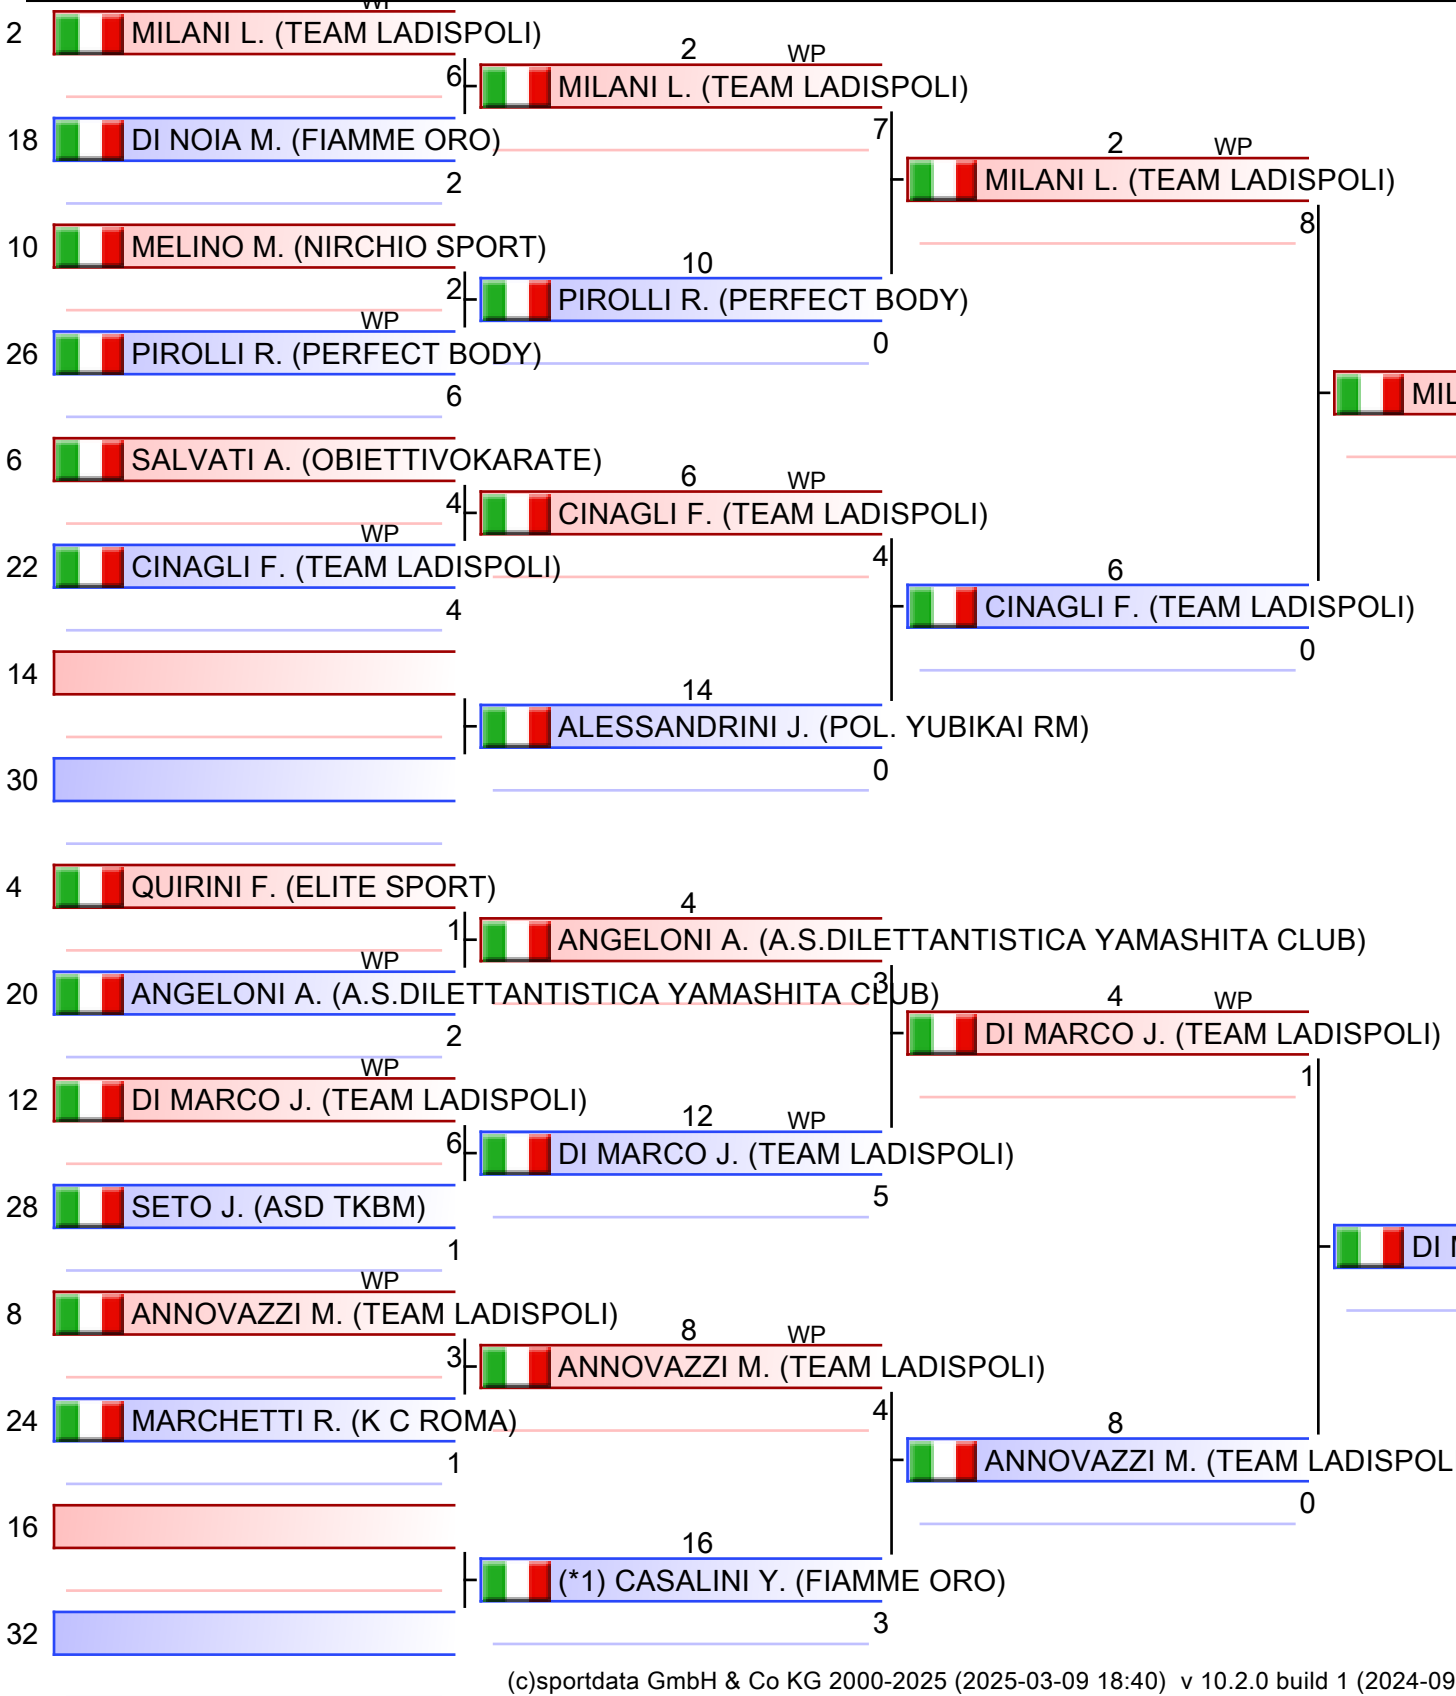 WP
2 MILANI L. (TEAM LADISPOLI)
6
18 DI NOIA M. (FIAMME ORO)
2
10 MELINO M. (NIRCHIO SPORT)
2
WP
26 PIROLLI R. (PERFECT BODY)
6
6 SALVATI A. (OBIETTIVOKARATE)
4
WP
22 CINAGLI F. (TEAM LADISPOLI)
4
14
30
4 QUIRINI F. (ELITE SPORT)
1
WP
20 ANGELONI A. (A.S.DILETTANTISTICA YAMASHITA CLUB)
2
WP
12 DI MARCO J. (TEAM LADISPOLI)
6
28 SETO J. (ASD TKBM)
1
WP
8 ANNOVAZZI M. (TEAM LADISPOLI)
3
24 MARCHETTI R. (K C ROMA)
1
16
32
2 WP
MILANI L. (TEAM LADISPOLI)
7
10
PIROLLI R. (PERFECT BODY)
0
6 WP
CINAGLI F. (TEAM LADISPOLI)
4
14
ALESSANDRINI J. (POL. YUBIKAI RM)
0
4
ANGELONI A. (A.S.DILETTANTISTICA YAMASHITA CLUB)
3
12 WP
DI MARCO J. (TEAM LADISPOLI)
5
8 WP
ANNOVAZZI M. (TEAM LADISPOLI)
4
16
(*1) CASALINI Y. (FIAMME ORO)
3
2 WP
MILANI L. (TEAM LADISPOLI)
8
6
CINAGLI F. (TEAM LADISPOLI)
0
4 WP
DI MARCO J. (TEAM LADISPOLI)
1
8
ANNOVAZZI M. (TEAM LADISPOL
0
MIL
DI
(c)sportdata GmbH & Co KG 2000-2025 (2025-03-09 18:40) v 10.2.0 build 1 (2024-09